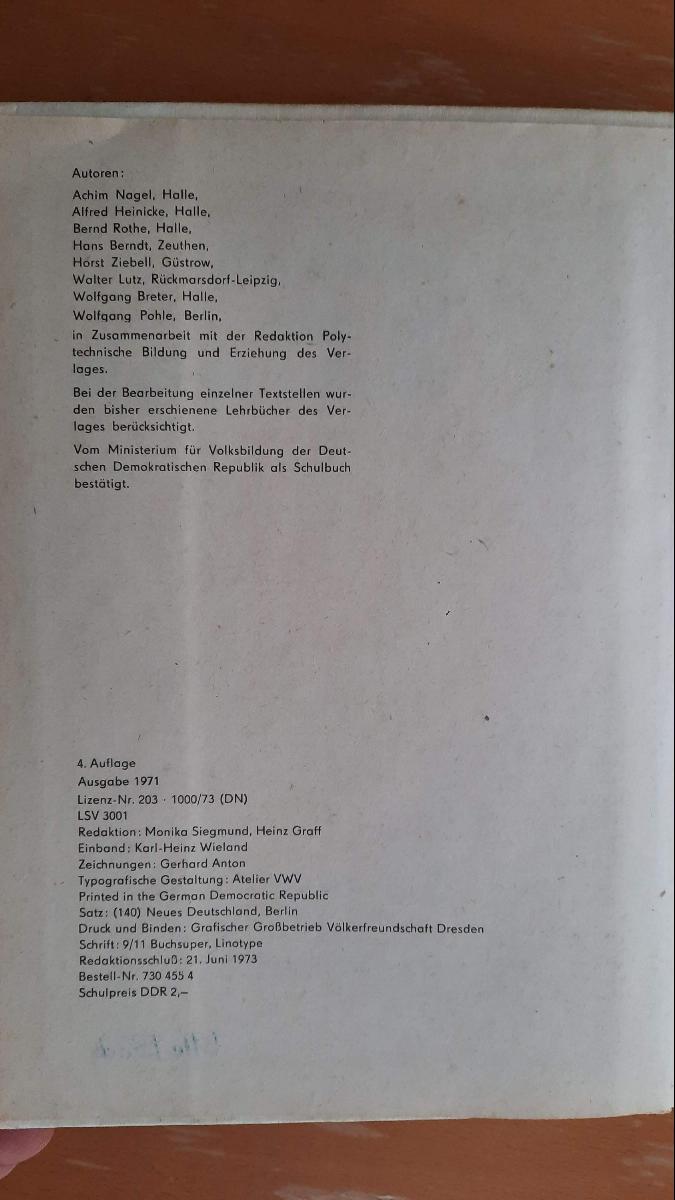 Autoren:
Achim Nagel, Halle,
Alfred Heinicke, Halle,
Bernd Rothe, Halle,
Hans Berndt, Zeuthen,
Horst Ziebell, Güstrow,
Walter Lutz, Rückmarsdorf-Leipzig,
Wolfgang Breter, Halle,
Wolfgang Pohle, Berlin,
in Zusammenarbeit mit der Redaktion Poly-
technische Bildung und Erziehung des Ver-
lages.
Bei der Bearbeitung einzelner Textstellen wur-
den bisher erschienene Lehrbücher des Ver-
lages berücksichtigt.
Vom Ministerium für Volksbildung der Deut-
schen Demokratischen Republik als Schulbuch
bestätigt.
4. Auflage
Ausgabe 1971
Lizenz-Nr. 203 · 1000/73 (DN)
LSV 3001
Redaktion: Monika Siegmund, Heinz Graff
Einband: Karl-Heinz Wieland
Zeichnungen: Gerhard Anton
Typografische Gestaltung: Atelier VWV
Printed in the German Democratic Republic
Satz: (140) Neues Deutschland, Berlin
Druck und Binden: Grafischer Großbetrieb Völkerfreundschaft Dresden
Schrift: 9/11 Buchsuper, Linotype
Redaktionsschluß: 21. Juni 1973
Bestell-Nr. 730 455 4
Schulpreis DDR 2,—